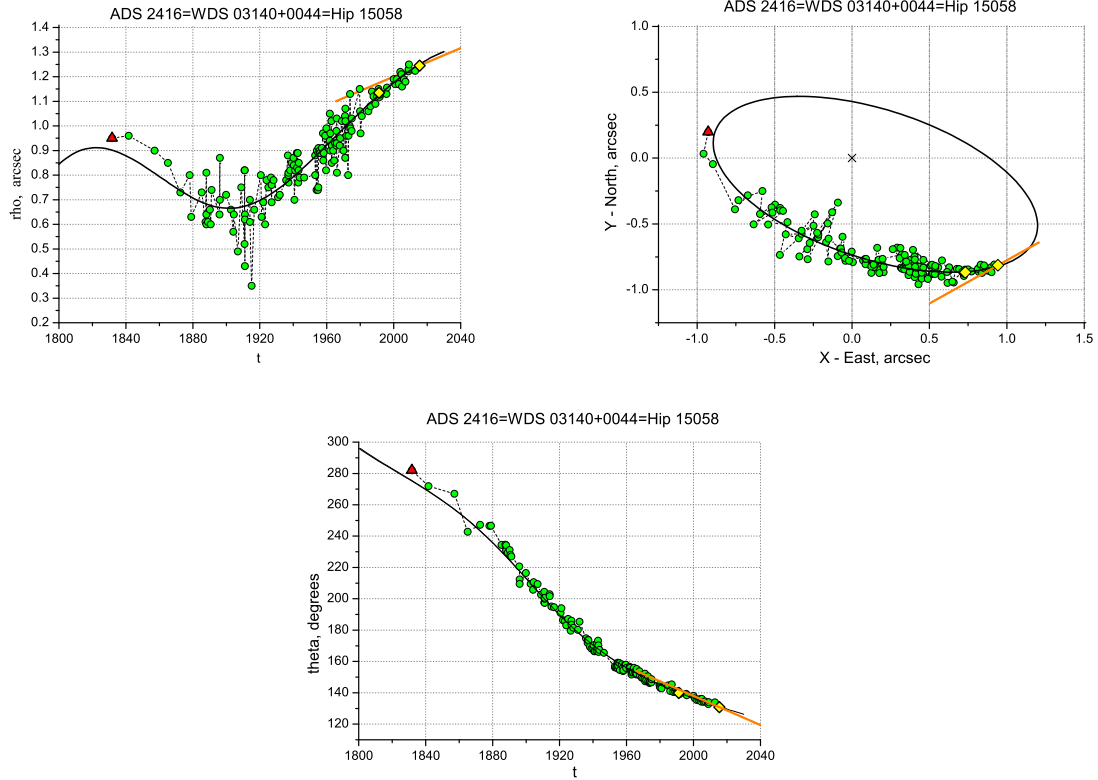 ADS 2416=WDS 03140+0044=Hip 15058
1.4
1.3
1.2
1.1
1.0
0.9
0.8
0.7
0.6
0.5
0.4
0.3
0.2
rho, arcsec
1800 1840 1880 1920 1960 2000 2040
t
ADS 2416=WDS 03140+0044=Hip 15058
1.0
0.5
0.0
-0.5
-1.0
Y - North, arcsec
-1.0 -0.5 0.0 0.5 1.0 1.5
X - East, arcsec
ADS 2416=WDS 03140+0044=Hip 15058
300
280
260
240
220
200
180
160
140
120
theta, degrees
1800 1840 1880 1920 1960 2000 2040
t